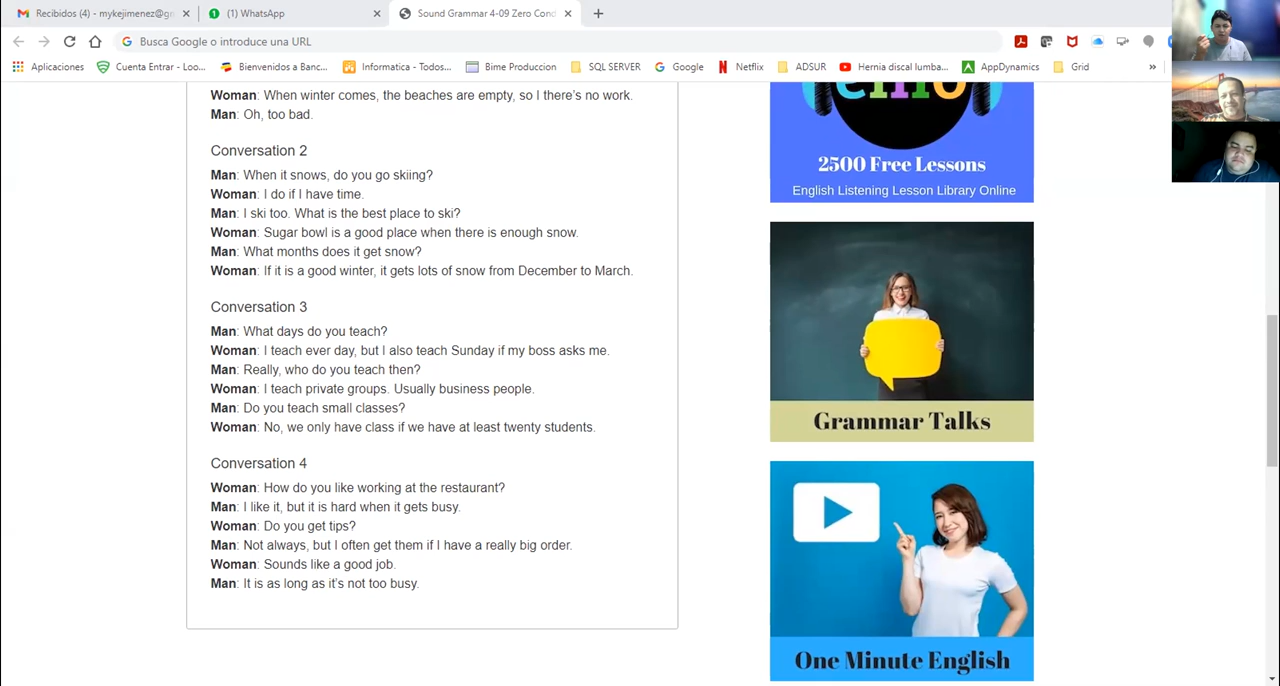 Recibidos (4) - mykejimenez@gn
(1) WhatsApp
Sound Grammar 4-09 Zero Cond
Busca Google o introduce una URL
Aplicaciones
Cuenta Entrar - Loo...
Bienvenidos a Banc...
Informatica - Todos...
Bime Produccion
SQL SERVER
Google
Netflix
ADSUR
Hernia discal lumba...
AppDynamics
Grid
Woman: When winter comes, the beaches are empty, so I there's no work.
Man: Oh, too bad.
Conversation 2
Man: When it snows, do you go skiing?
Woman: I do if I have time.
Man: I ski too. What is the best place to ski?
Woman: Sugar bowl is a good place when there is enough snow.
Man: What months does it get snow?
Woman: If it is a good winter, it gets lots of snow from December to March.
Conversation 3
Man: What days do you teach?
Woman: I teach ever day, but I also teach Sunday if my boss asks me.
Man: Really, who do you teach then?
Woman: I teach private groups. Usually business people.
Man: Do you teach small classes?
Woman: No, we only have class if we have at least twenty students.
Conversation 4
Woman: How do you like working at the restaurant?
Man: I like it, but it is hard when it gets busy.
Woman: Do you get tips?
Man: Not always, but I often get them if I have a really big order.
Woman: Sounds like a good job.
Man: It is as long as it's not too busy.
2500 Free Lessons
English Listening Lesson Library Online
Grammar Talks
One Minute English